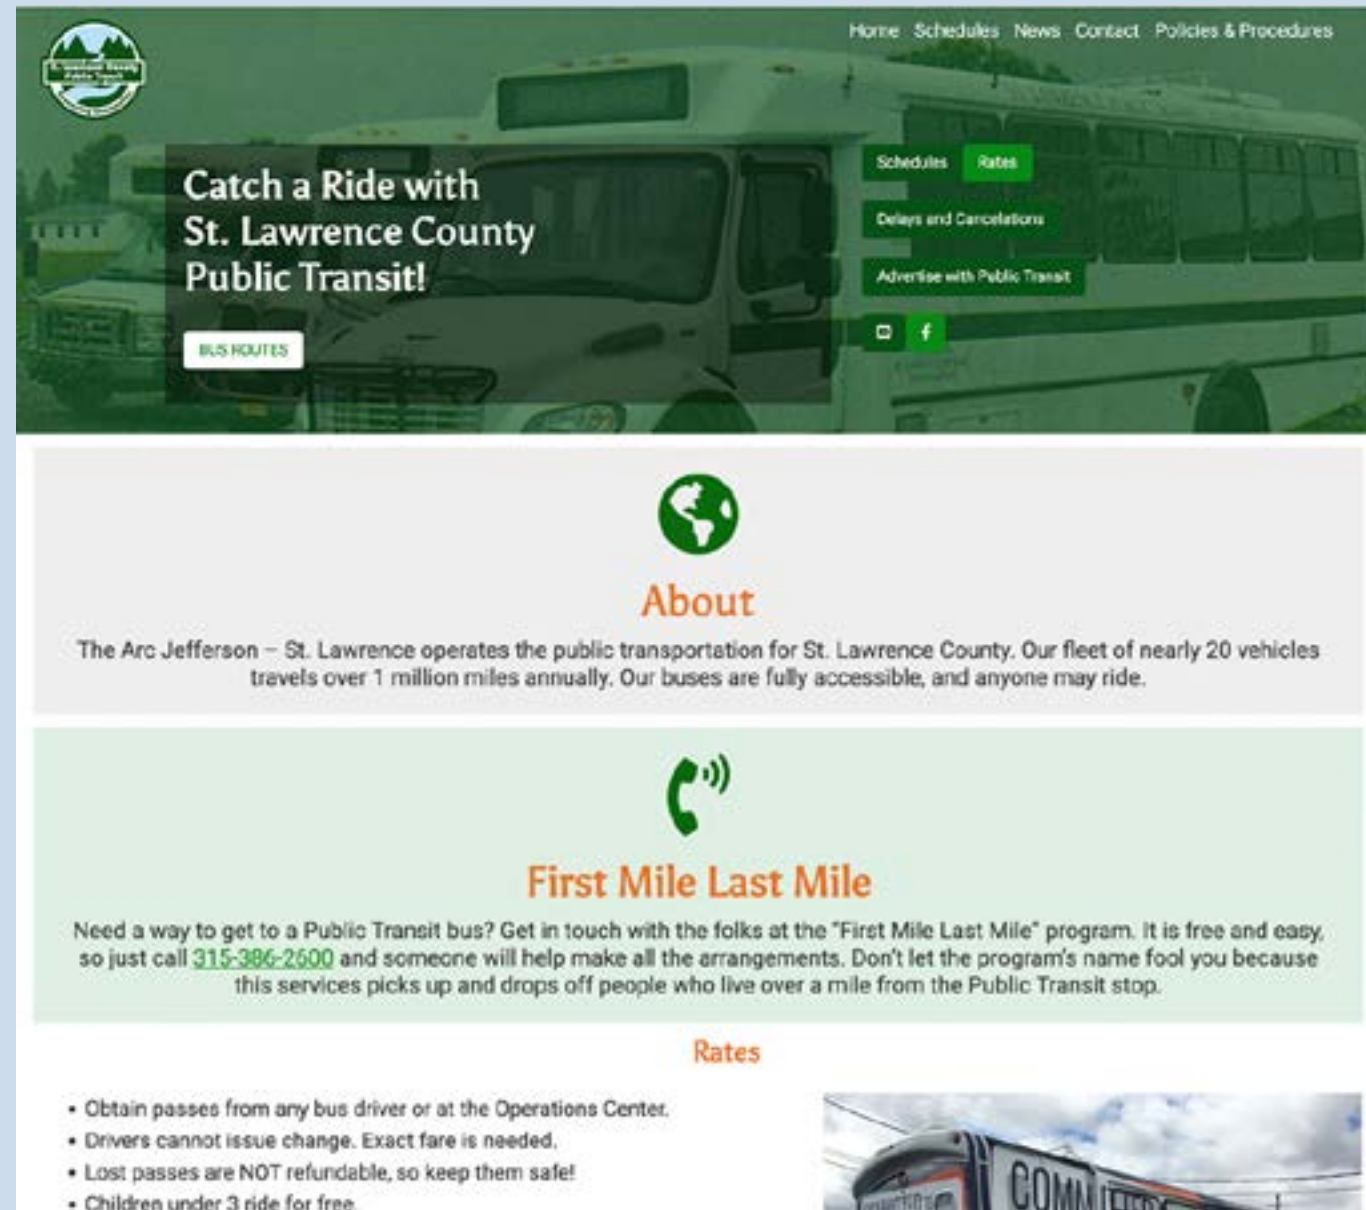 Home Schedules News Contact Policies & Procedures
Catch a Ride with
St. Lawrence County
Public Transit!
BUS ROUTES
Schedules Rates
Delays and Cancelations
Advertise with Public Transit
About
The Arc Jefferson – St. Lawrence operates the public transportation for St. Lawrence County. Our fleet of nearly 20 vehicles
travels over 1 million miles annually. Our buses are fully accessible, and anyone may ride.
First Mile Last Mile
Need a way to get to a Public Transit bus? Get in touch with the folks at the "First Mile Last Mile" program. It is free and easy,
so just call 315-386-2600 and someone will help make all the arrangements. Don't let the program's name fool you because
this services picks up and drops off people who live over a mile from the Public Transit stop.
Rates
• Obtain passes from any bus driver or at the Operations Center.
• Drivers cannot issue change. Exact fare is needed.
• Lost passes are NOT refundable, so keep them safe!
• Children under 3 ride for free.